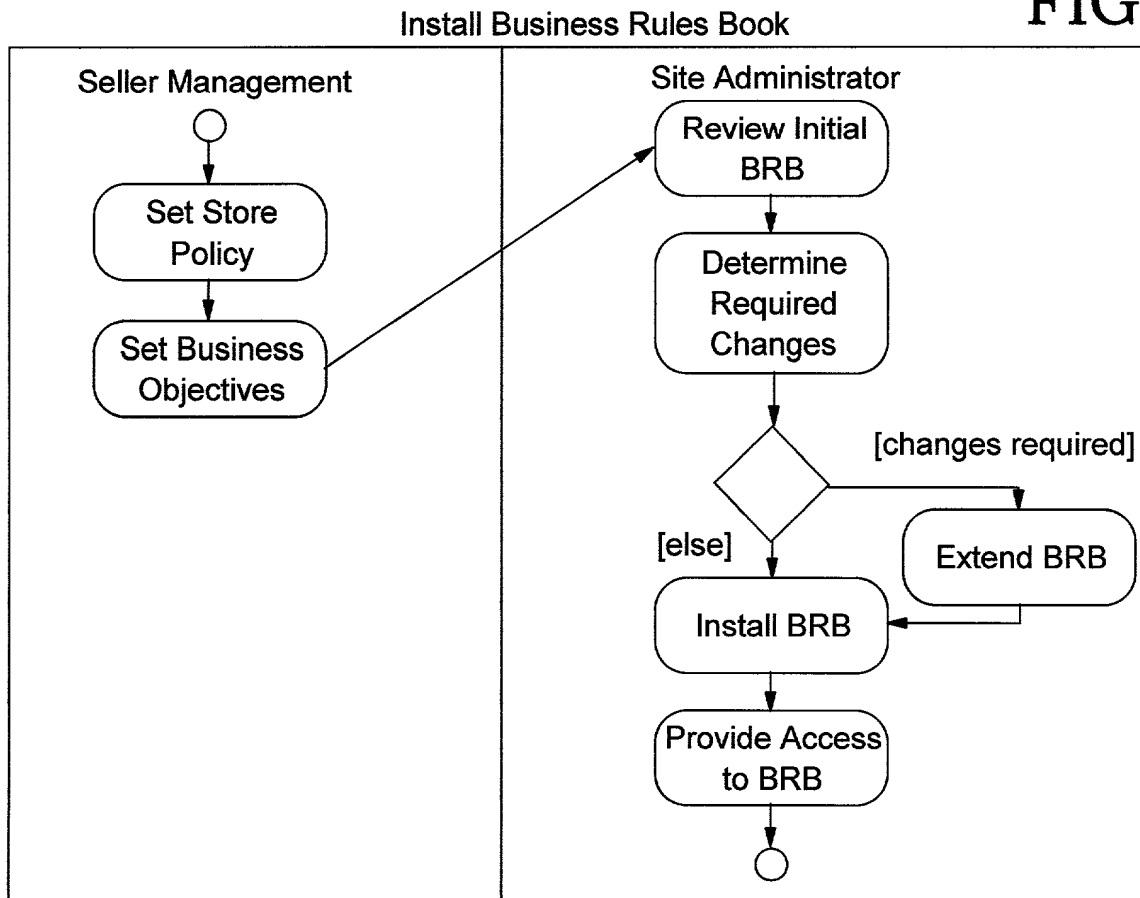 FIG
Install Business Rules Book
Seller Management
Set Store
Policy
Set Business
Objectives
Site Administrator
Review Initial
BRB
Determine
Required
Changes
[changes required]
[else]
Extend BRB
Install BRB
Provide Access
to BRB